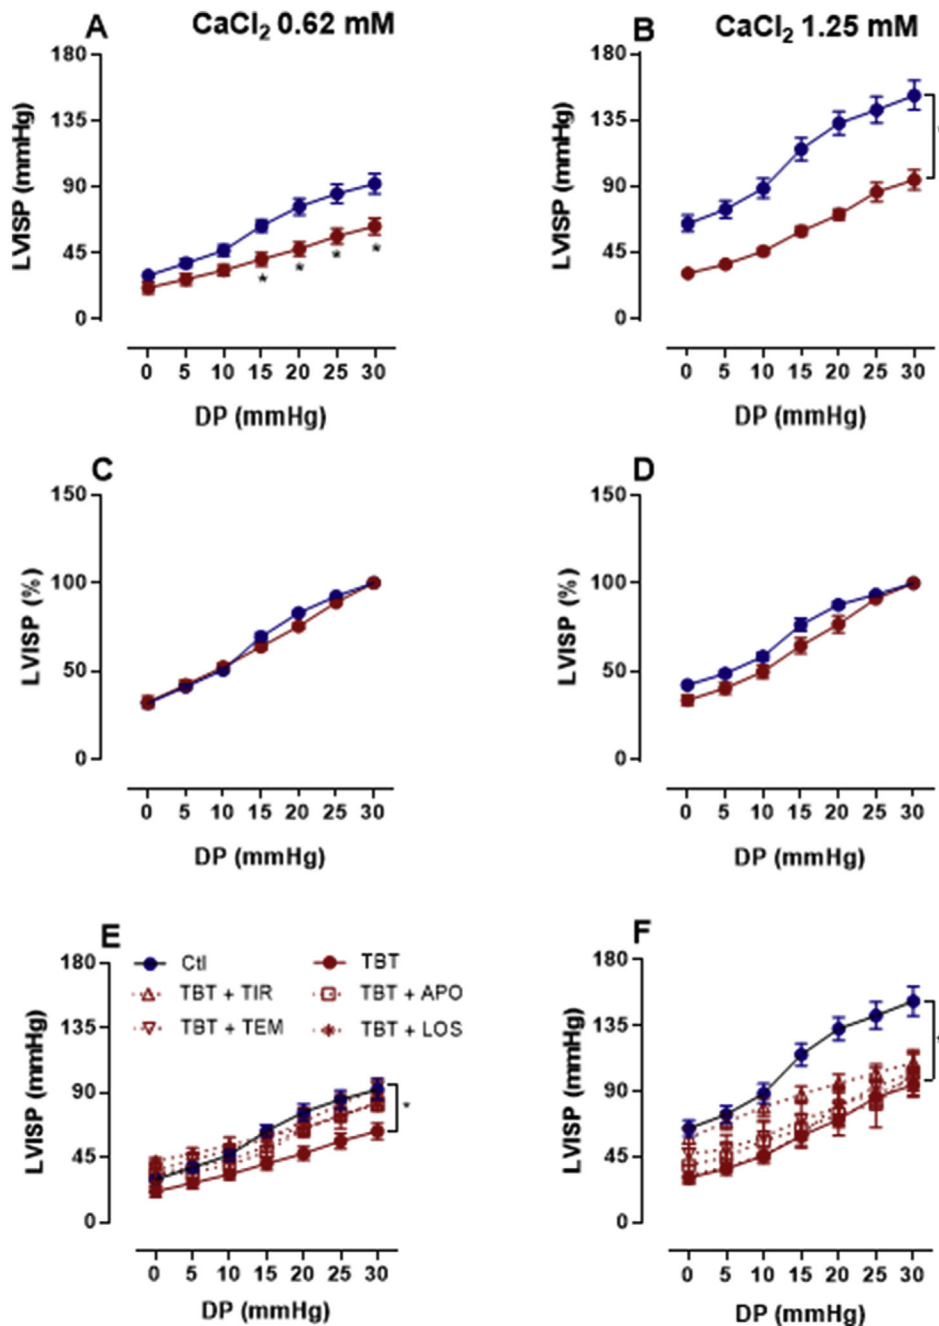 A CaCl₂ 0.62 mM
LVISP (mmHg)
180
135
90
45
0
* * * *
0 5 10 15 20 25 30
DP (mmHg)
B CaCl₂ 1.25 mM
LVISP (mmHg)
180
135
90
45
0
0 5 10 15 20 25 30
DP (mmHg)
C
LVISP (%)
150
100
50
0
0 5 10 15 20 25 30
DP (mmHg)
D
LVISP (%)
150
100
50
0
0 5 10 15 20 25 30
DP (mmHg)
E
Ctl TBT
TBT + TIR TBT + APO
TBT + TEM TBT + LOS
LVISP (mmHg)
180
135
90
45
0
*
0 5 10 15 20 25 30
DP (mmHg)
F
LVISP (mmHg)
180
135
90
45
0
0 5 10 15 20 25 30
DP (mmHg)